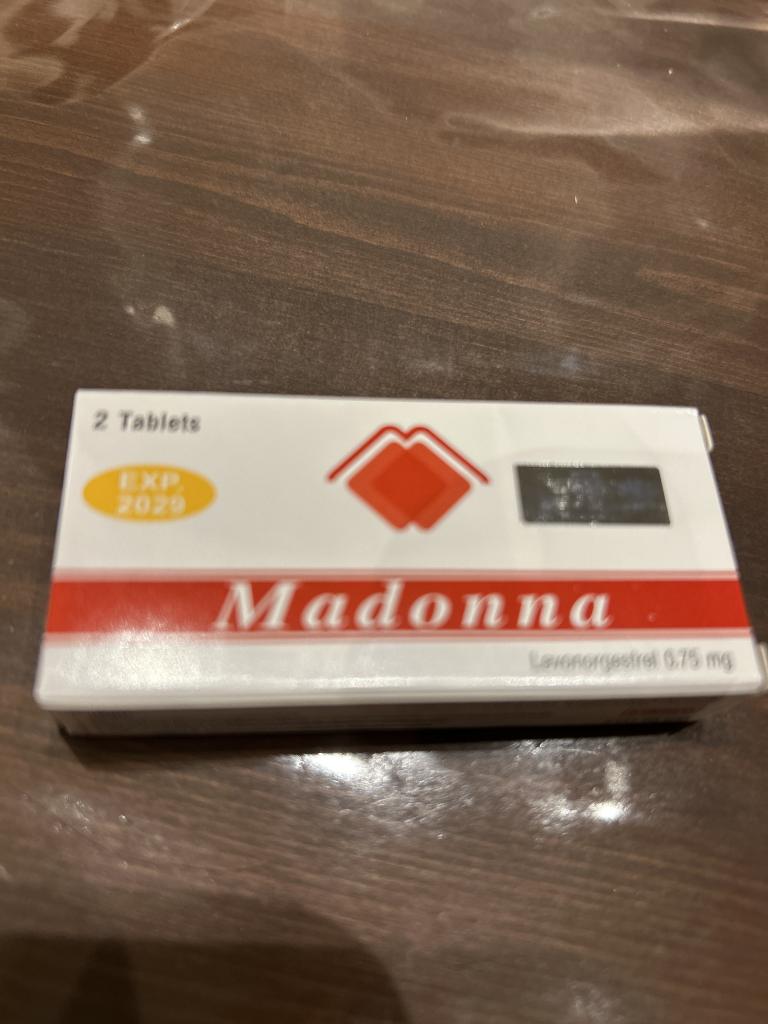 2 Tablets
EXP.
2029
Madonna
Levonorgestrel 0.75 mg